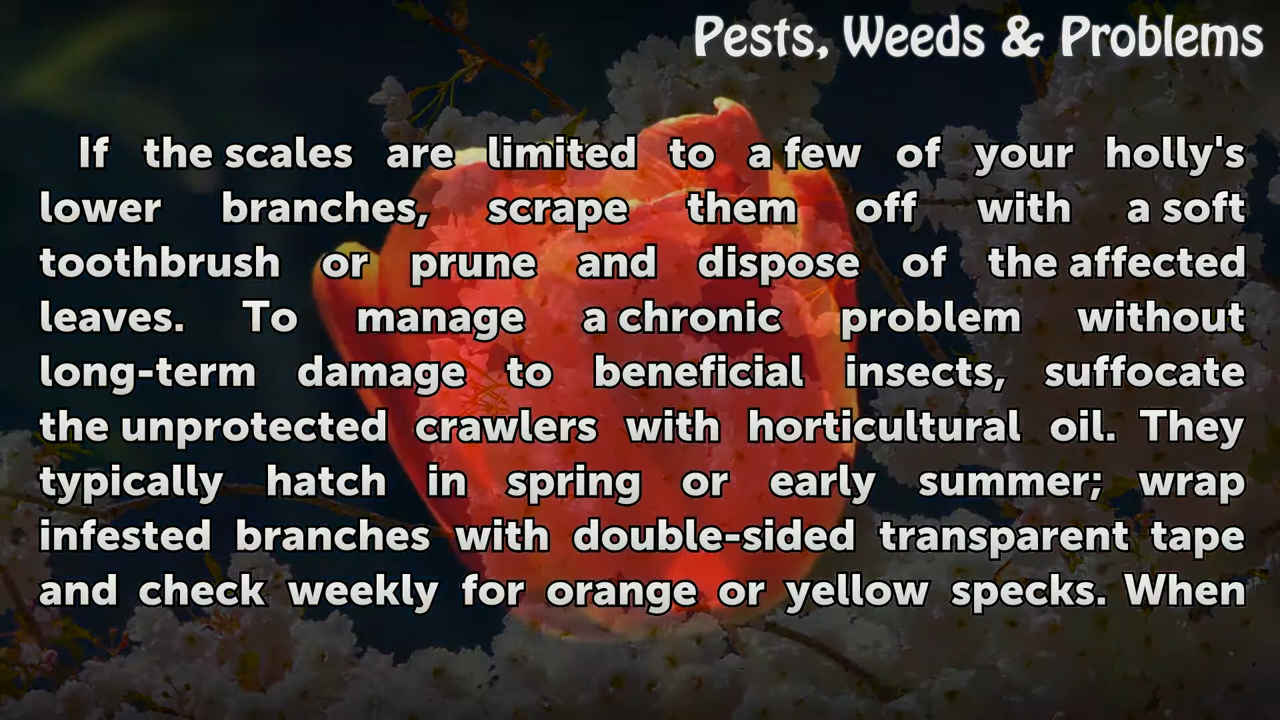 Pests, Weeds & Problems
If the scales are limited to a few of your holly's
lower branches, scrape them off with a soft
toothbrush or prune and dispose of the affected
leaves. To manage a chronic problem without
long-term damage to beneficial insects, suffocate
the unprotected crawlers with horticultural oil. They
typically hatch in spring or early summer; wrap
infested branches with double-sided transparent tape
and check weekly for orange or yellow specks. When